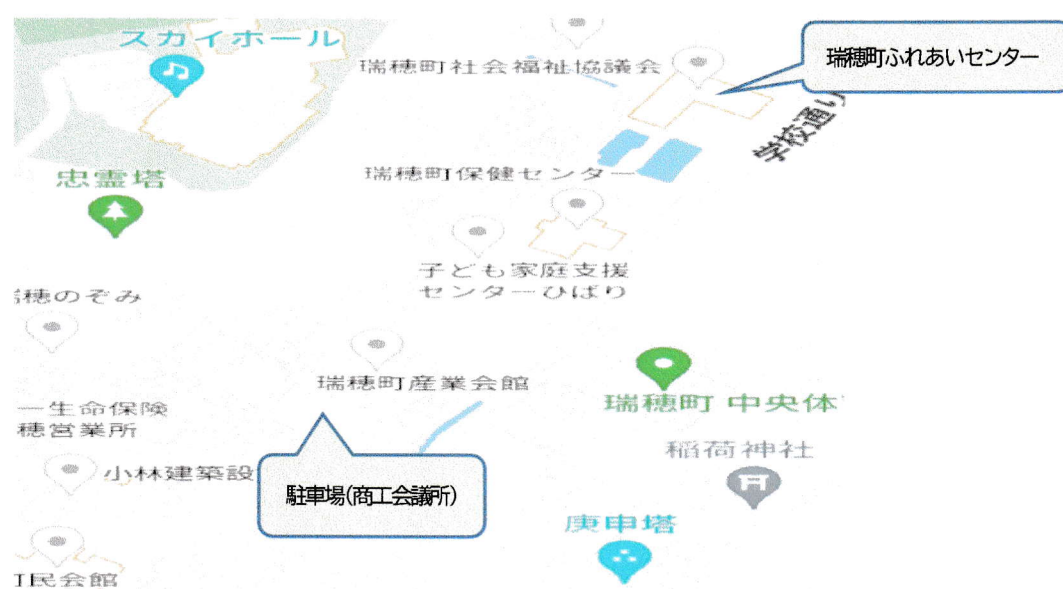 スカイホール
瑞穂町社会福祉協議会
瑞穂町ふれあいセンター
学校通り
瑞穂町保健センター
忠霊塔
子ども家庭支援
センターひばり
穂のぞみ
瑞穂町産業会館
瑞穂町 中央体
一生命保険
穂営業所
稲荷神社
小林建築設
駐車場(商工会議所)
庚申塔
民会館